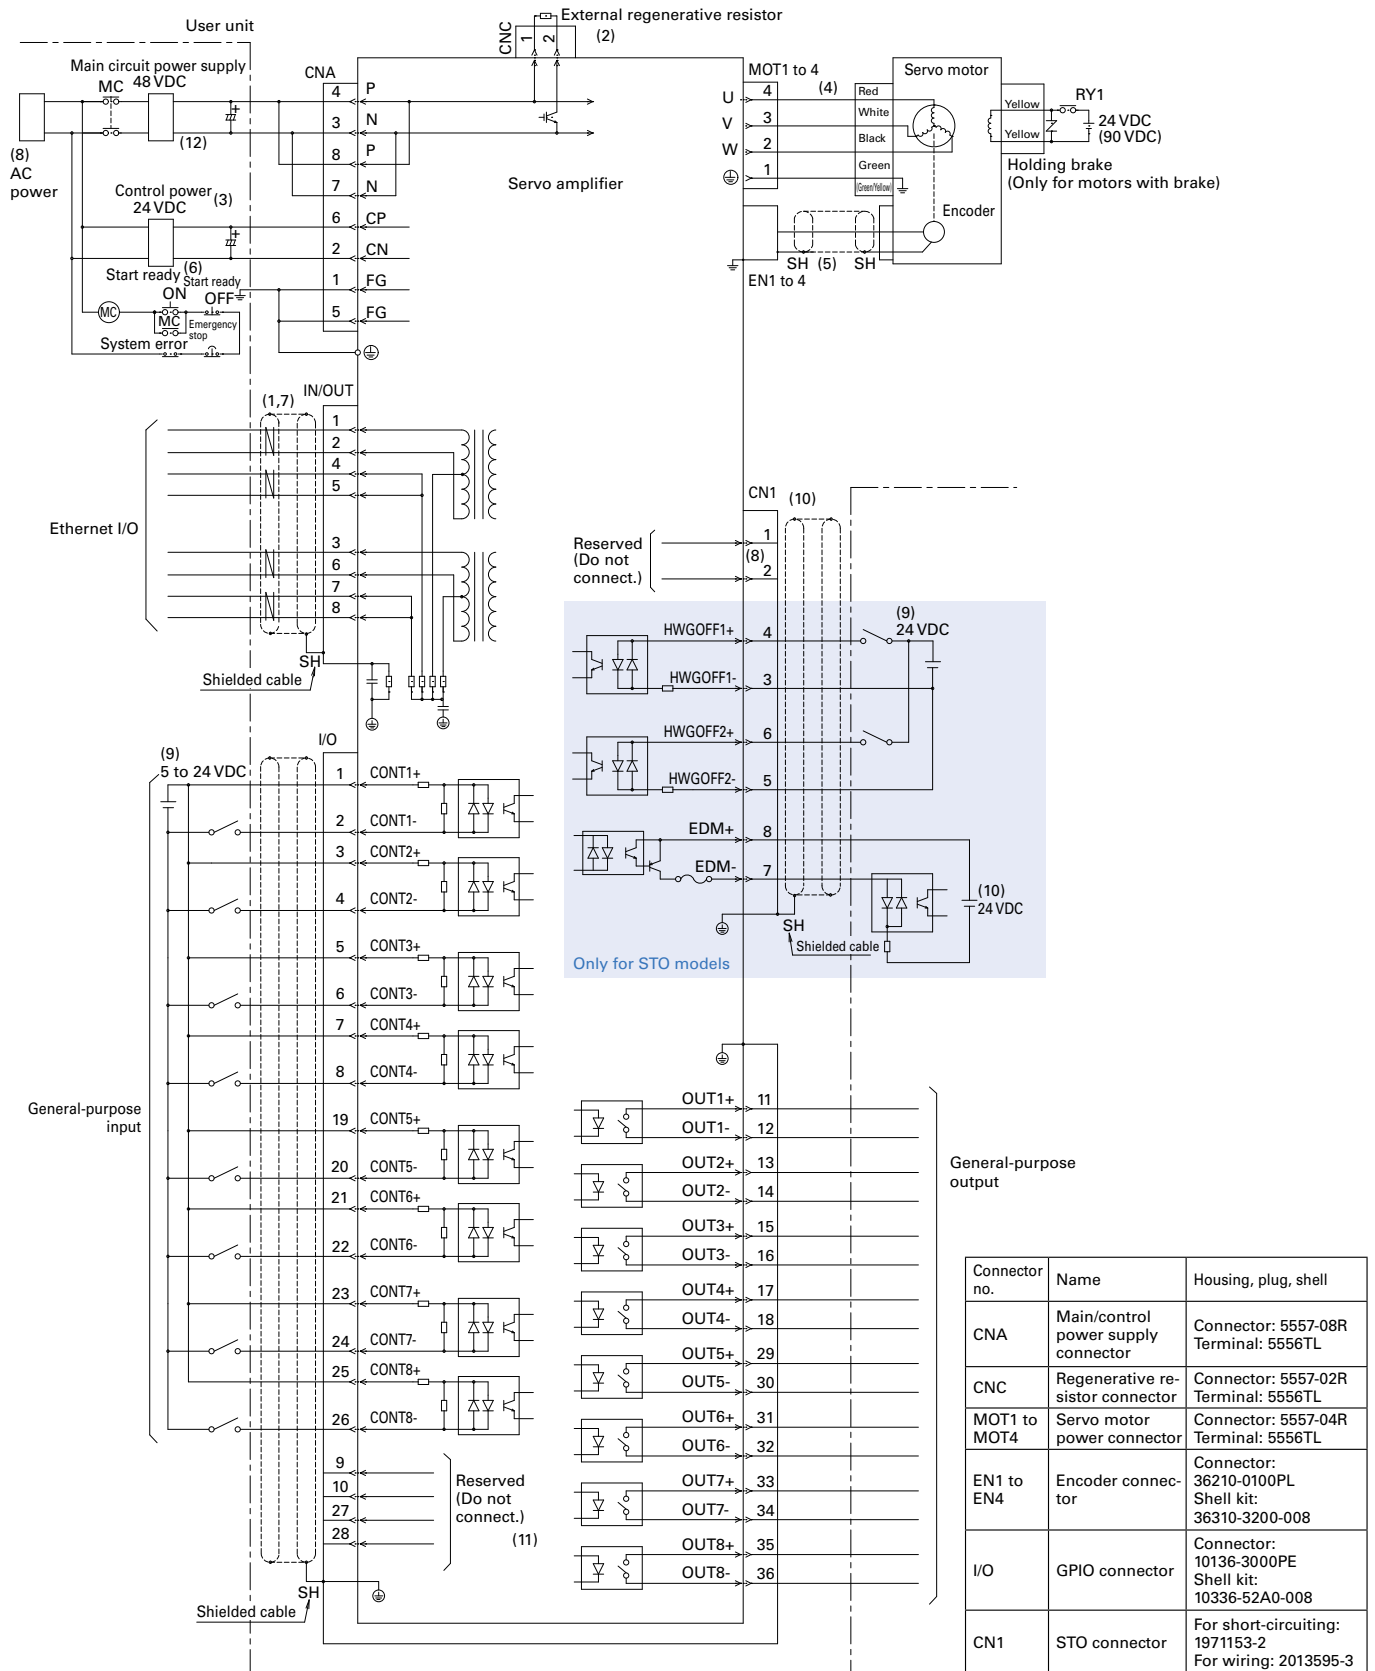 User unit
External regenerative resistor
(2)
CNC
1
2
Main circuit power supply
48 VDC
MC
(12)
(8)
AC
power
Control power
24 VDC
(3)
Start ready
(6)
ON
Start ready
OFF
MC
MC
Emergency
stop
System error
CNA
4
P
3
N
8
P
7
N
6
CP
2
CN
1
FG
5
FG
Servo amplifier
MOT1 to 4
(4)
U
4
Red
V
3
White
W
2
Black
1
Green
(Green/Yellow)
Servo motor
Encoder
SH
(5)
SH
EN1 to 4
Yellow
Yellow
RY1
24 VDC
(90 VDC)
Holding brake
(Only for motors with brake)
IN/OUT
(1,7)
1
2
4
5
3
6
7
8
Ethernet I/O
SH
Shielded cable
CN1
(10)
Reserved
(Do not
connect.)
1
(8)
2
HWGOFF1+
4
HWGOFF1-
3
HWGOFF2+
6
HWGOFF2-
5
EDM+
8
EDM-
7
(9)
24 VDC
(10)
24 VDC
SH
Shielded cable
Only for STO models
I/O
(9)
5 to 24 VDC
1
CONT1+
2
CONT1-
3
CONT2+
4
CONT2-
5
CONT3+
6
CONT3-
7
CONT4+
8
CONT4-
19
CONT5+
20
CONT5-
21
CONT6+
22
CONT6-
23
CONT7+
24
CONT7-
25
CONT8+
26
CONT8-
General-purpose
input
9
10
27
28
Reserved
(Do not
connect.)
(11)
SH
Shielded cable
OUT1+
11
OUT1-
12
OUT2+
13
OUT2-
14
OUT3+
15
OUT3-
16
OUT4+
17
OUT4-
18
OUT5+
29
OUT5-
30
OUT6+
31
OUT6-
32
OUT7+
33
OUT7-
34
OUT8+
35
OUT8-
36
General-purpose
output
Connector
no.
Name
Housing, plug, shell
CNA
Main/control
power supply
connector
Connector: 5557-08R
Terminal: 5556TL
CNC
Regenerative re-
sistor connector
Connector: 5557-02R
Terminal: 5556TL
MOT1 to
MOT4
Servo motor
power connector
Connector: 5557-04R
Terminal: 5556TL
EN1 to
EN4
Encoder connec-
tor
Connector:
36210-0100PL
Shell kit:
36310-3200-008
I/O
GPIO connector
Connector:
10136-3000PE
Shell kit:
10336-52A0-008
CN1
STO connector
For short-circuiting:
1971153-2
For wiring: 2013595-3